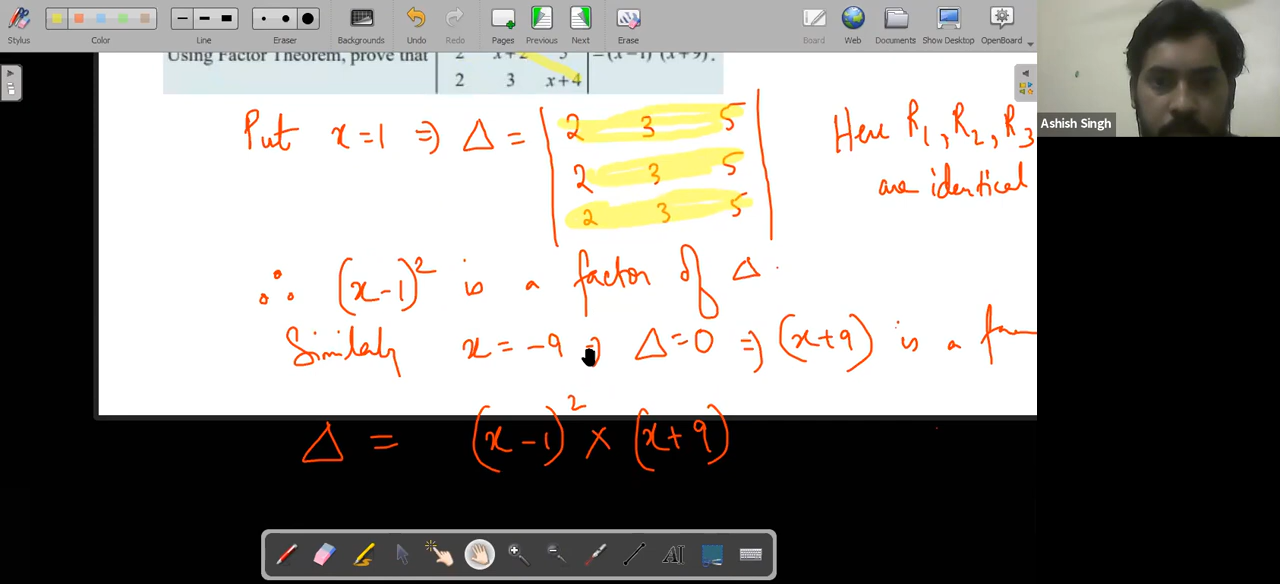 Stylus Color Line Eraser Backgrounds Undo Redo Pages Previous Next Erase Board Web Documents Show Desktop OpenBoard
Using Factor Theorem, prove that
2 3 x+4
Put x=1 ⇒ Δ = | 2 3 5 | Here R₁, R₂, R₃
2 3 5 are identical
2 3 5
Ashish Singh
∴ (x-1)² is a factor of Δ.
Similarly x = -9 ⇒ Δ=0 ⇒ (x+9) is a
Δ = (x-1)² × (x+9)
AI